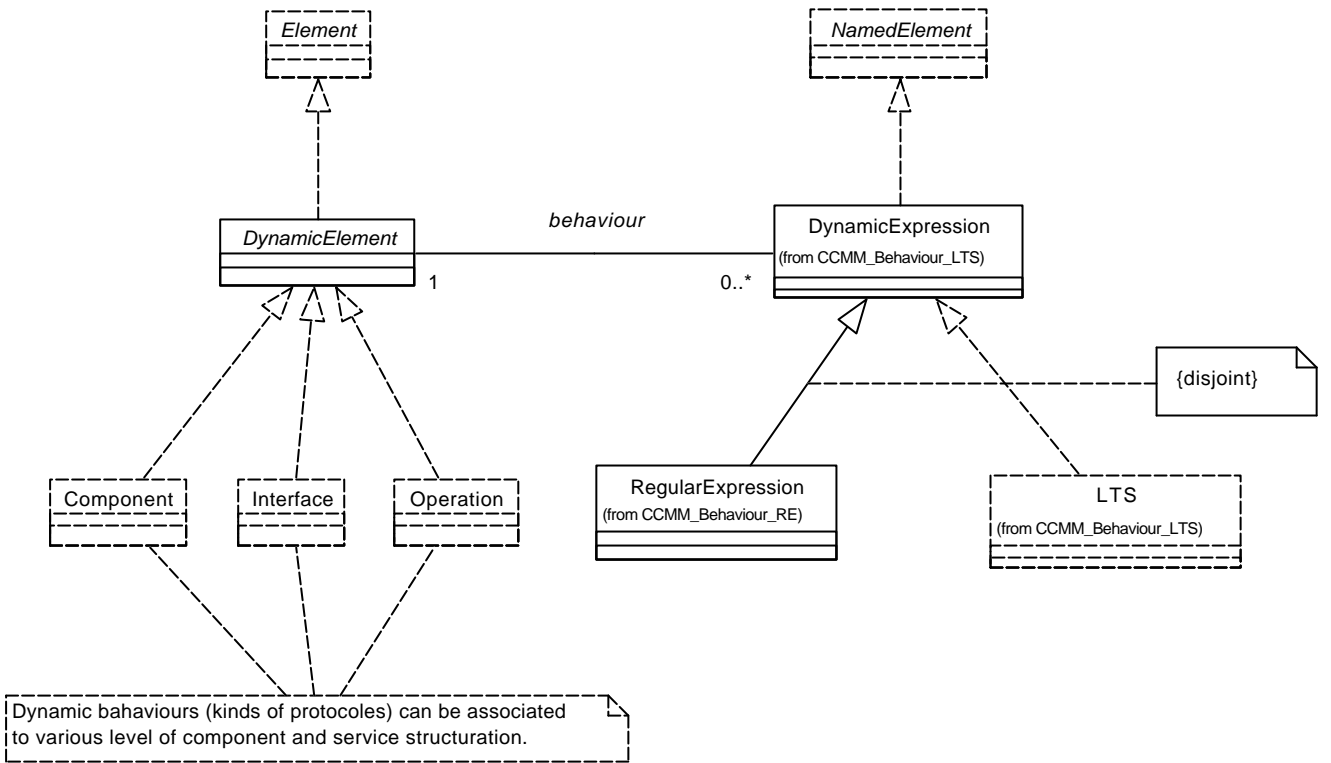 Element
NamedElement
DynamicElement
behaviour
DynamicExpression
(from CCMM_Behaviour_LTS)
1
0..*
{disjoint}
Component
Interface
Operation
RegularExpression
(from CCMM_Behaviour_RE)
LTS
(from CCMM_Behaviour_LTS)
Dynamic bahaviours (kinds of protocoles) can be associated
to various level of component and service structuration.